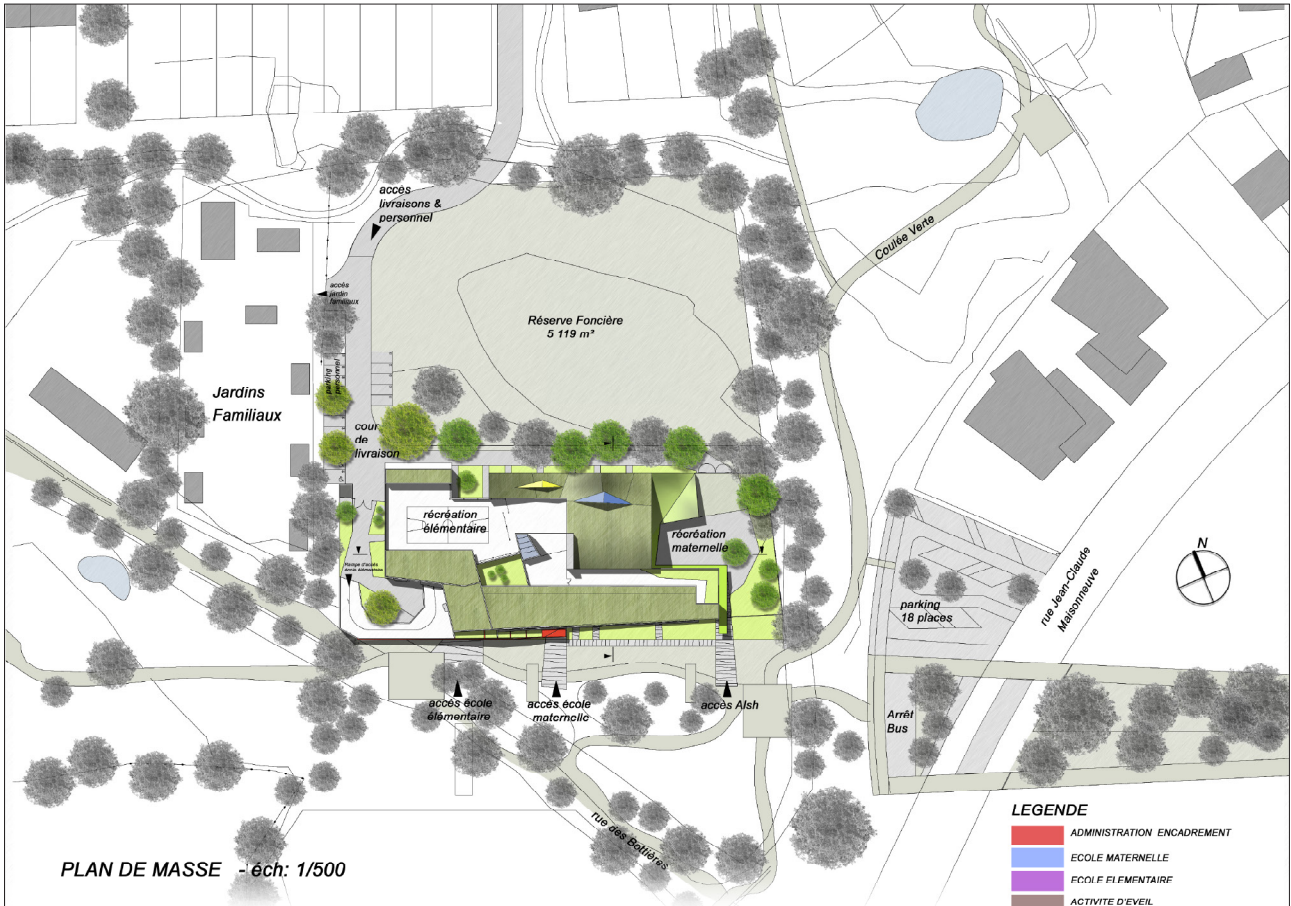 accès
livraisons &
personnel
Coulée Verte
accès
jardin
familiaux
Réserve Foncière
5 119 m²
parking
personnel
Jardins
Familiaux
cour
de
livraison
récréation
élémentaire
récréation
maternelle
N
rue Jean-Claude
Maisonneuve
parking
18 places
accès école
élémentaire
accès école
maternelle
accès Alsh
Arrêt
Bus
rue des Bottières
LEGENDE
ADMINISTRATION ENCADREMENT
ECOLE MATERNELLE
ECOLE ELEMENTAIRE
ACTIVITE D'EVEIL
PLAN DE MASSE - éch: 1/500